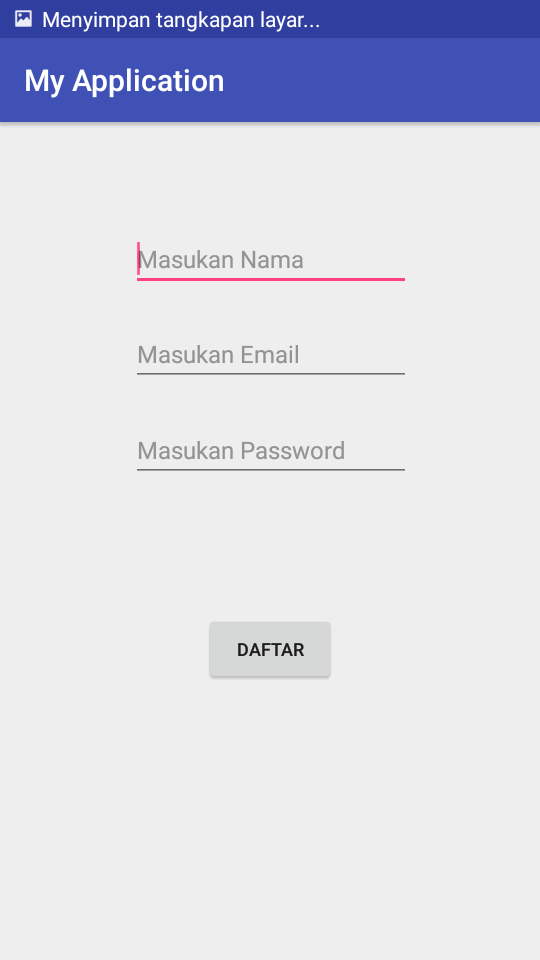 Menyimpan tangkapan layar...
My Application
Masukan Nama
Masukan Email
Masukan Password
DAFTAR